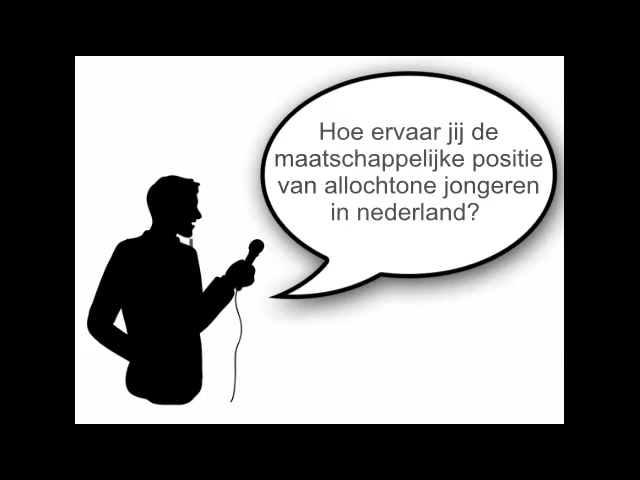 Hoe ervaar jij de
maatschappelijke positie
van allochtone jongeren
in nederland?